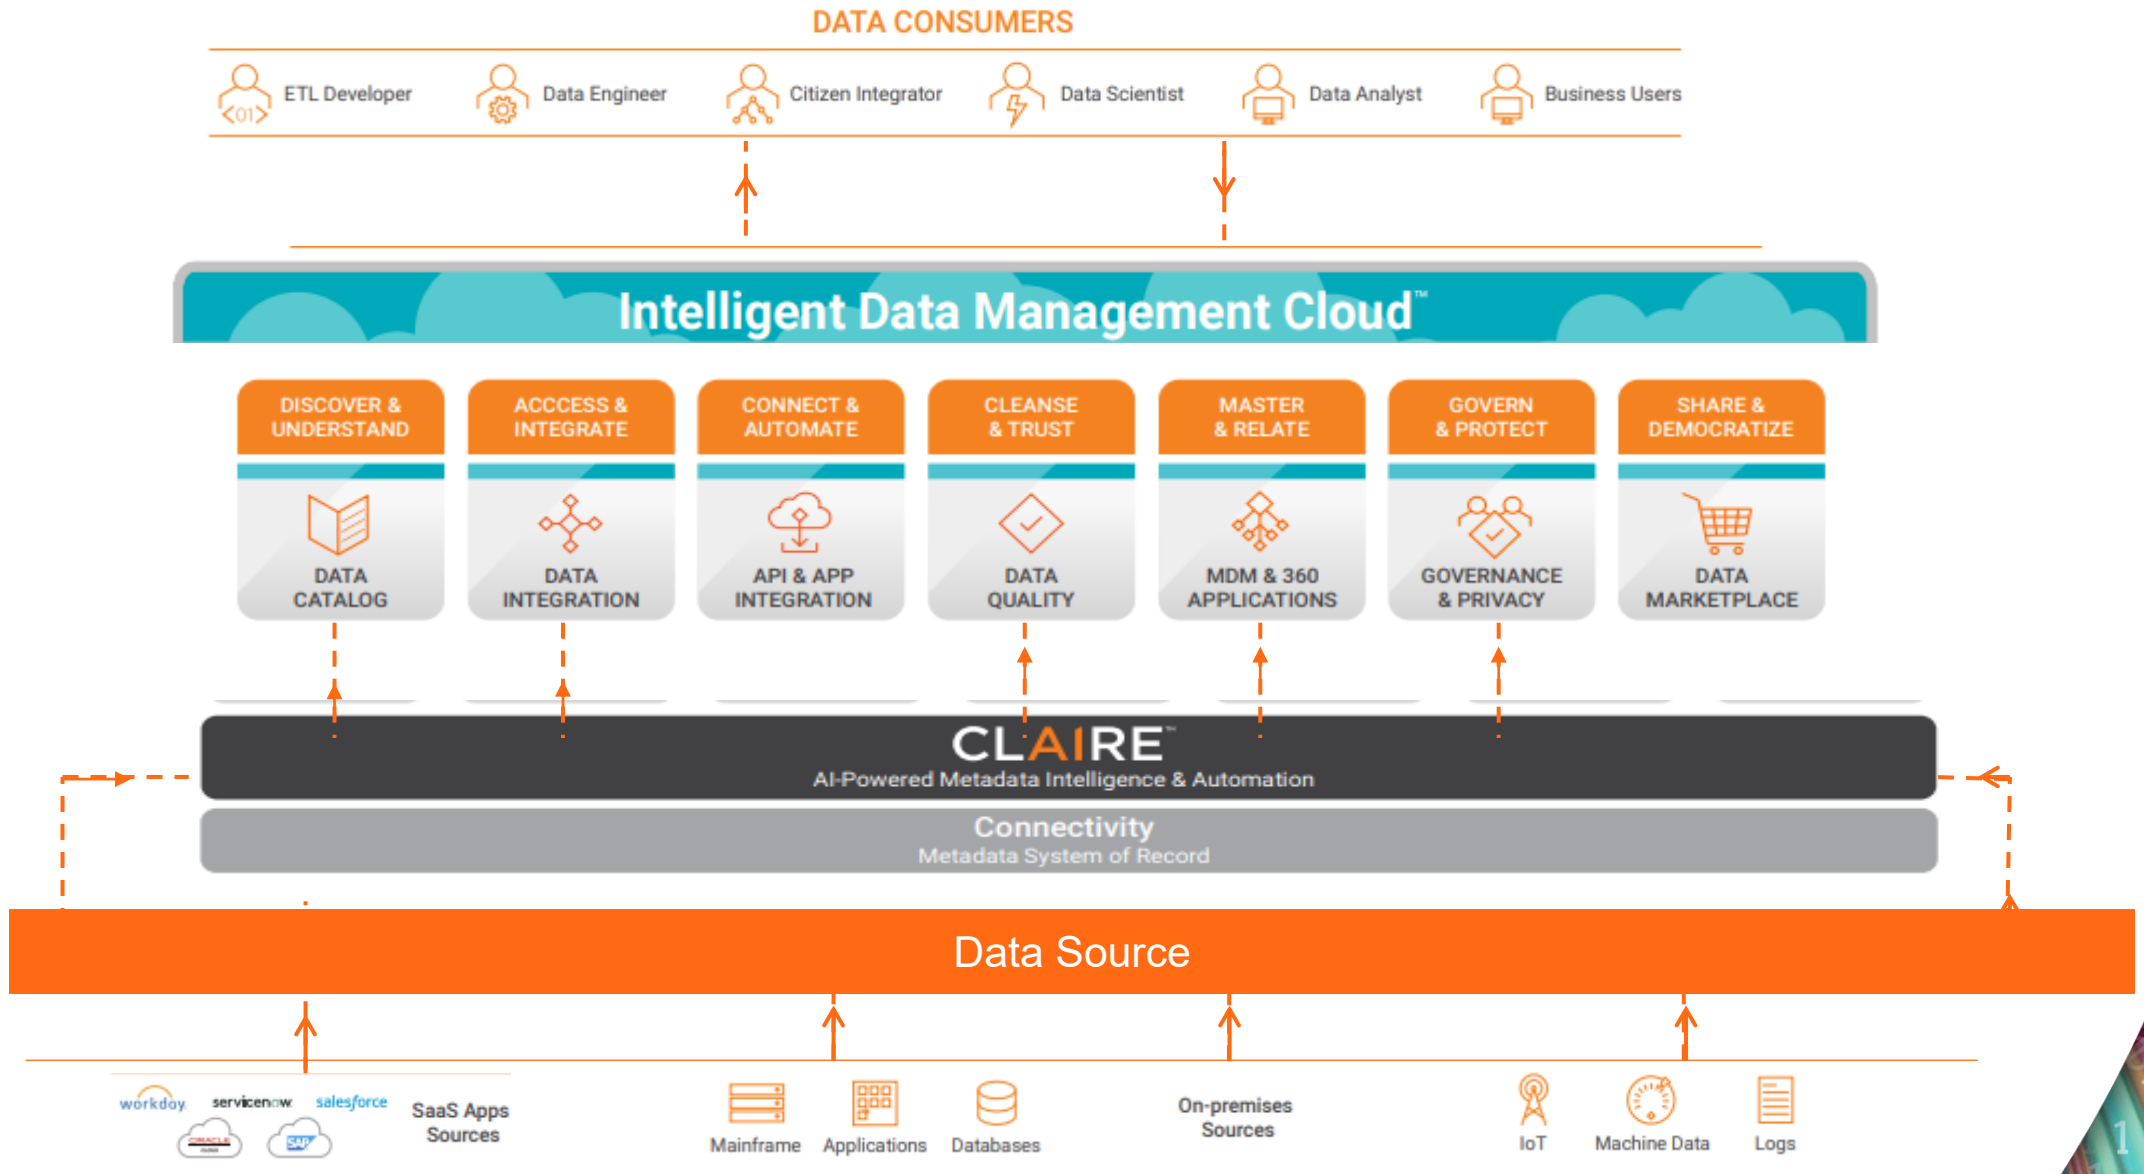 DATA CONSUMERS
<01>
ETL Developer
Data Engineer
Citizen Integrator
Data Scientist
Data Analyst
Business Users
Intelligent Data Management Cloud™
DISCOVER &
UNDERSTAND
ACCCESS &
INTEGRATE
CONNECT &
AUTOMATE
CLEANSE
& TRUST
MASTER
& RELATE
GOVERN
& PROTECT
SHARE &
DEMOCRATIZE
DATA
CATALOG
DATA
INTEGRATION
API & APP
INTEGRATION
DATA
QUALITY
MDM & 360
APPLICATIONS
GOVERNANCE
& PRIVACY
DATA
MARKETPLACE
CLAIRE™
AI-Powered Metadata Intelligence & Automation
Connectivity
Metadata System of Record
Data Source
workday.
servicenow
salesforce
ORACLE
CLOUD
SAP
SaaS Apps
Sources
Mainframe
Applications
Databases
On-premises
Sources
IoT
Machine Data
Logs
1